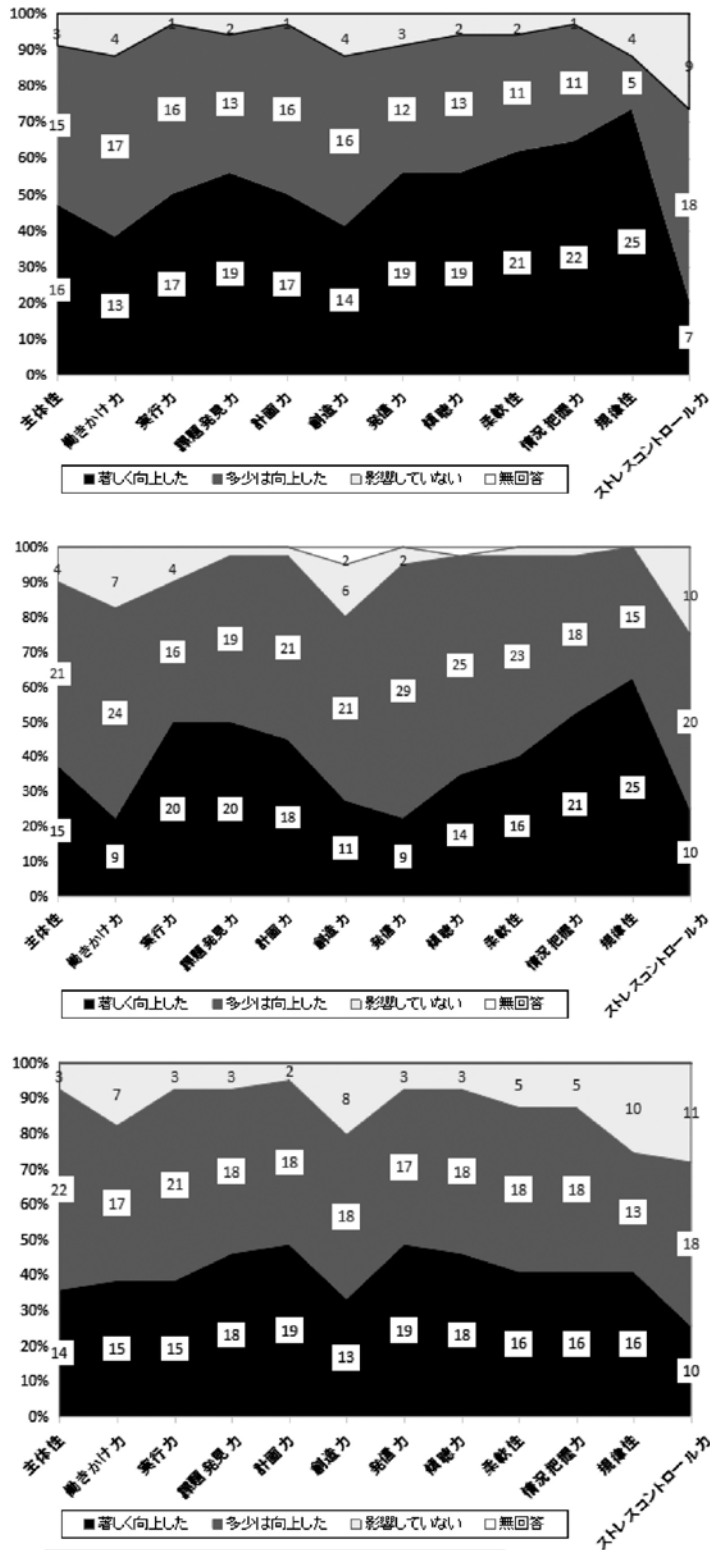 100%
90%
80%
70%
60%
50%
40%
30%
20%
10%
0%
3 4 1 2 1 4 3 2 2 1 4 9
15 17 16 13 16 16 12 13 11 11 5 18
16 13 17 19 17 14 19 19 21 22 25 7
主体性 働きかけ力 実行力 課題発見力 計画力 創造力 発信力 傾聴力 柔軟性 情況把握力 規律性 ストレスコントロール力
■著しく向上した ■多少は向上した □影響していない □無回答
100%
90%
80%
70%
60%
50%
40%
30%
20%
10%
0%
2
4 7 4 6 2 10
21 24 16 19 21 21 29 25 23 18 15 20
15 9 20 20 18 11 9 14 16 21 25 10
主体性 働きかけ力 実行力 課題発見力 計画力 創造力 発信力 傾聴力 柔軟性 情況把握力 規律性 ストレスコントロール力
■著しく向上した ■多少は向上した □影響していない □無回答
100%
90%
80%
70%
60%
50%
40%
30%
20%
10%
0%
3 7 3 3 2 8 3 3 5 5 10 11
22 17 21 18 18 18 17 18 18 18 13 18
14 15 15 18 19 13 19 18 16 16 16 10
主体性 働きかけ力 実行力 課題発見力 計画力 創造力 発信力 傾聴力 柔軟性 情況把握力 規律性 ストレスコントロール力
■著しく向上した ■多少は向上した □影響していない □無回答